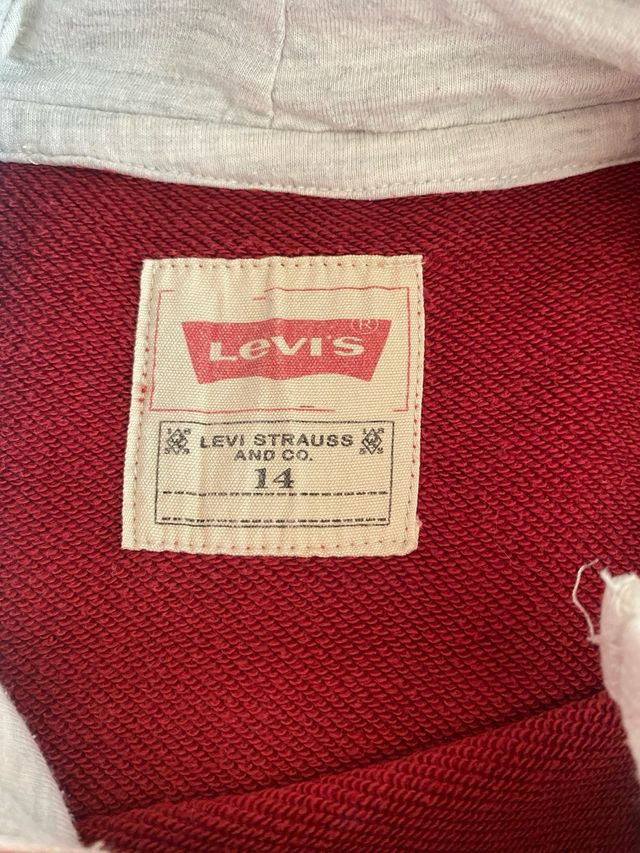 LEVI'S (R)
LEVI STRAUSS
AND CO.
14